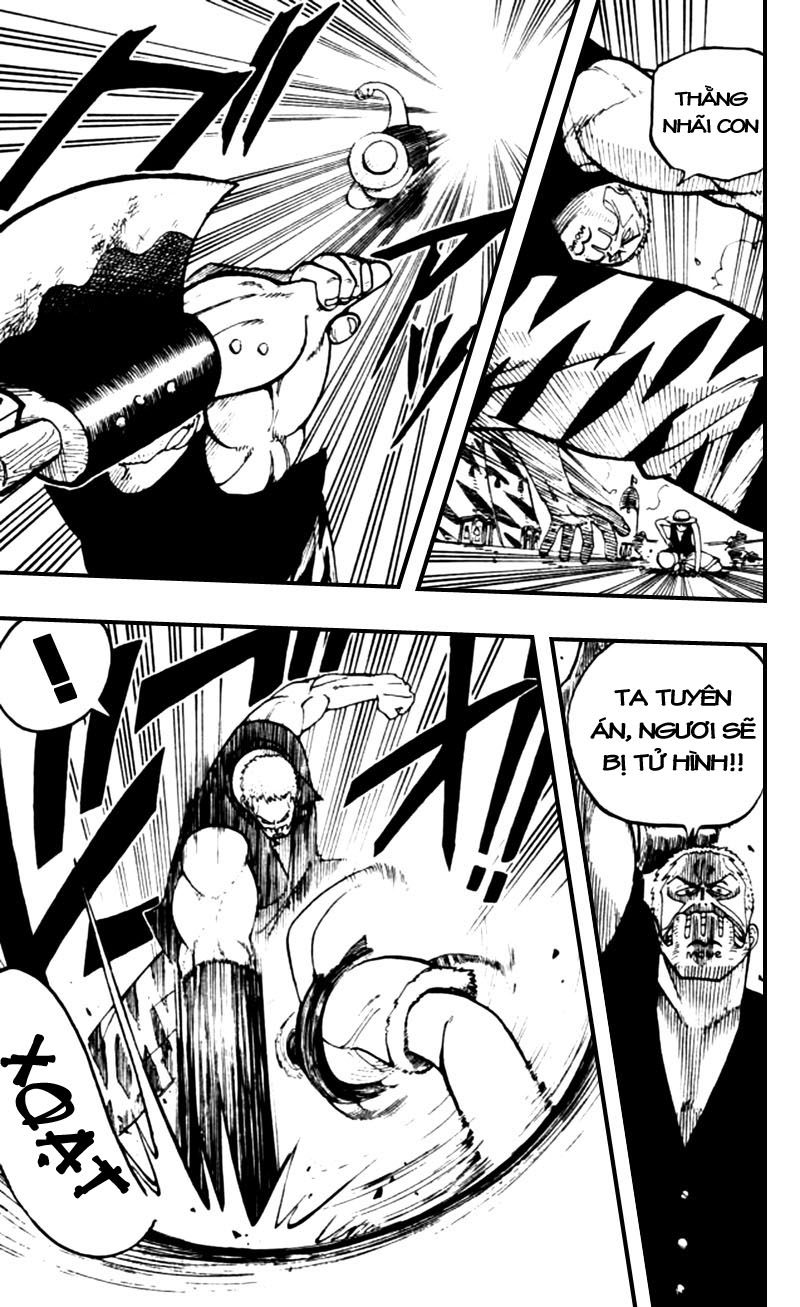 THẰNG
NHÃI CON
TA TUYÊN
ÁN, NGƯƠI SẼ
BỊ TỬ HÌNH!!
!
XOẠT